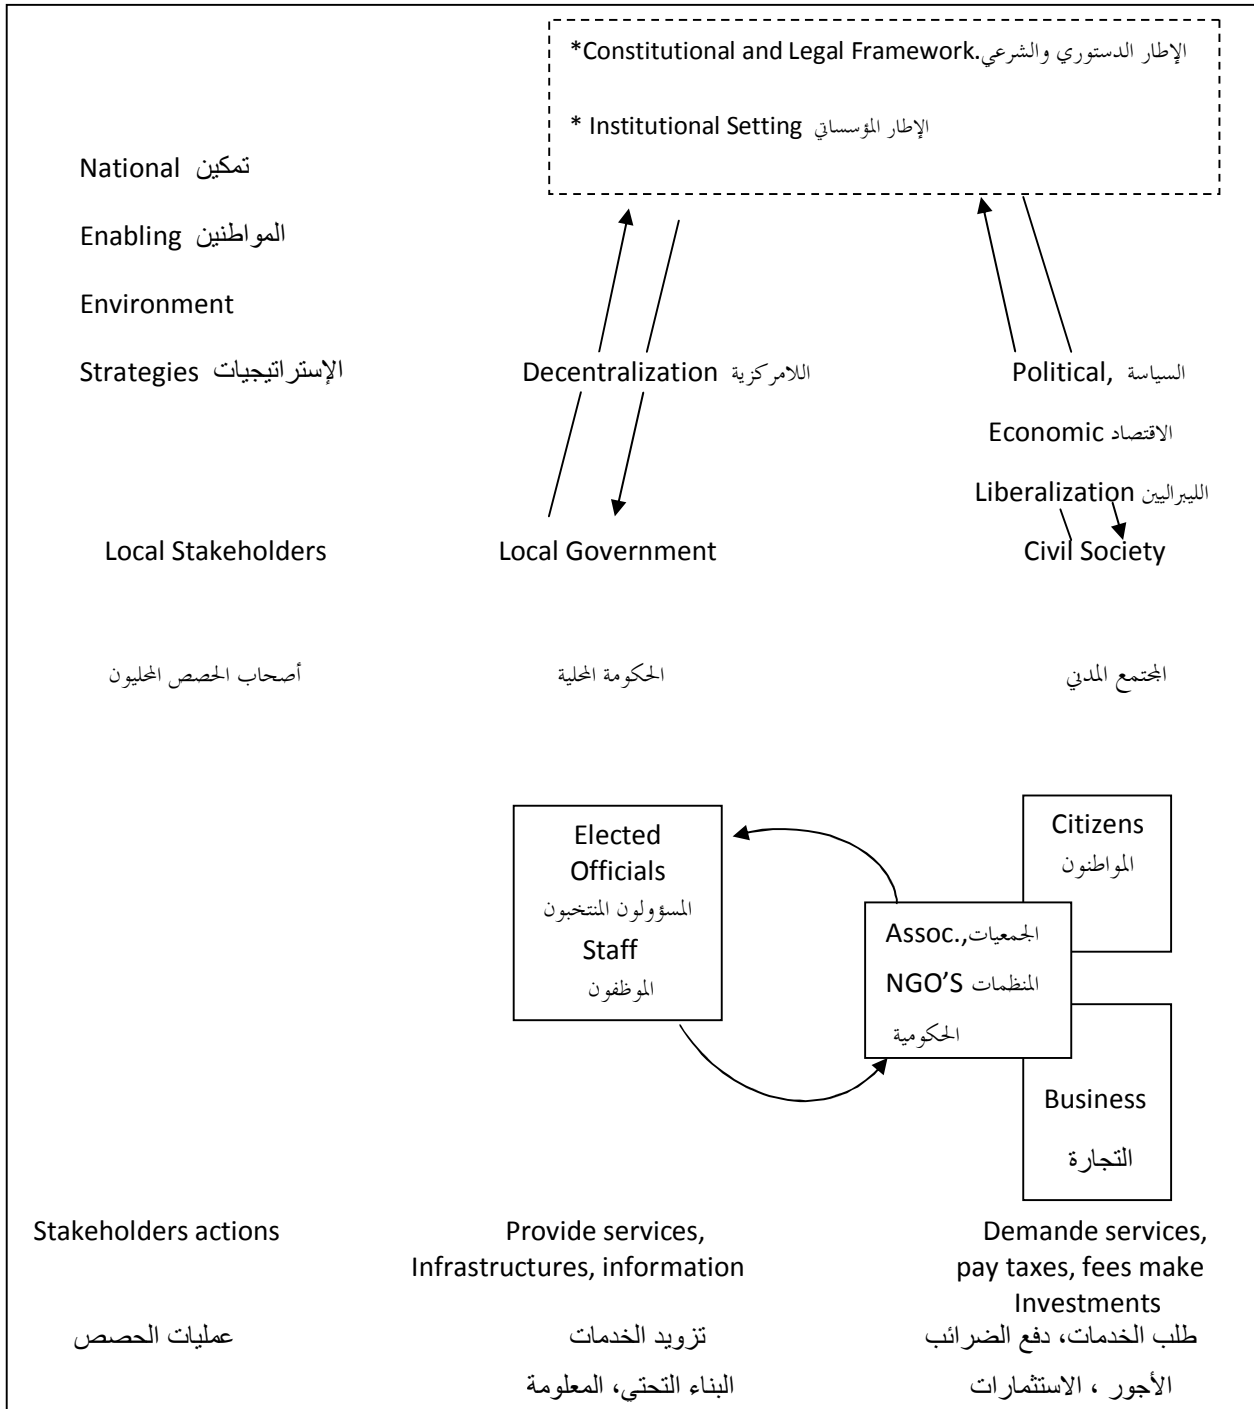 *Constitutional and Legal Framework.الإطار الدستوري والشرعي
* Institutional Setting الإطار المؤسساتي
National تمكين
Enabling المواطنين
Environment
Strategies الإستراتيجيات
Decentralization اللامركزية
Political, السياسة
Economic الاقتصاد
Liberalization الليبراليين
Local Stakeholders
Local Government
Civil Society
أصحاب الحصص المحليون
الحكومة المحلية
المجتمع المدني
Elected
Officials
المسؤولون المنتخبون
Staff
الموظفون
Citizens
المواطنون
Assoc.,الجمعيات
NGO’S المنظمات
الحكومية
Business
التجارة
Stakeholders actions
Provide services,
Infrastructures, information
Demande services,
pay taxes, fees make
Investments
عمليات الحصص
تزويد الخدمات
البناء التحتي، المعلومة
طلب الخدمات، دفع الضرائب
الأجور ، الاستثمارات